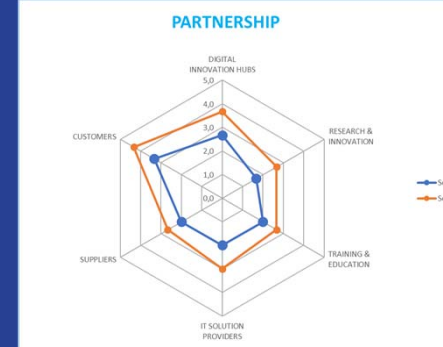 PARTNERSHIP
DIGITAL
INNOVATION HUBS
5,0
4,0
3,0
2,0
1,0
0,0
CUSTOMERS
RESEARCH &
INNOVATION
SUPPLIERS
TRAINING &
EDUCATION
IT SOLUTION
PROVIDERS